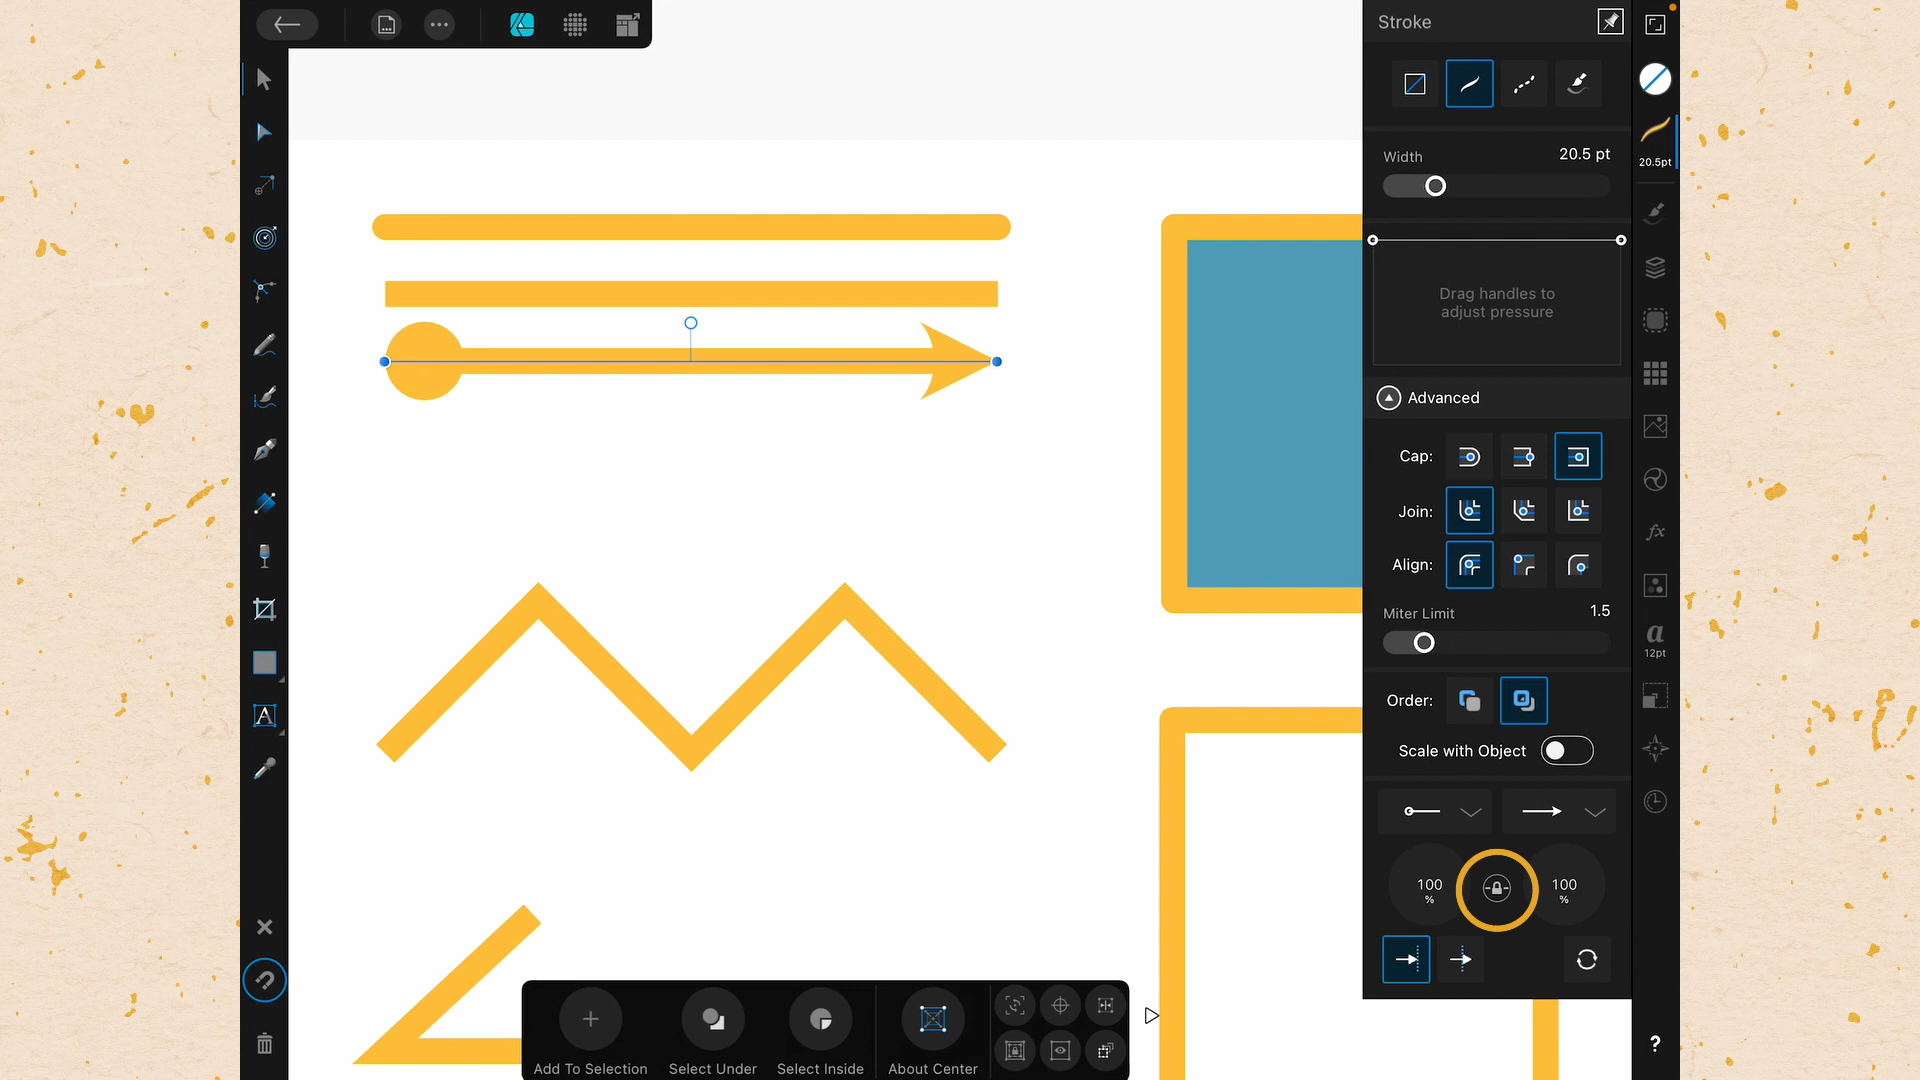 Stroke
Width
20.5 pt
20.5pt
Drag handles to
adjust pressure
Advanced
Cap:
Join:
Align:
Miter Limit
1.5
fx
a
12pt
Order:
Scale with Object
100
%
100
%
A
Add To Selection
Select Under
Select Inside
About Center
?